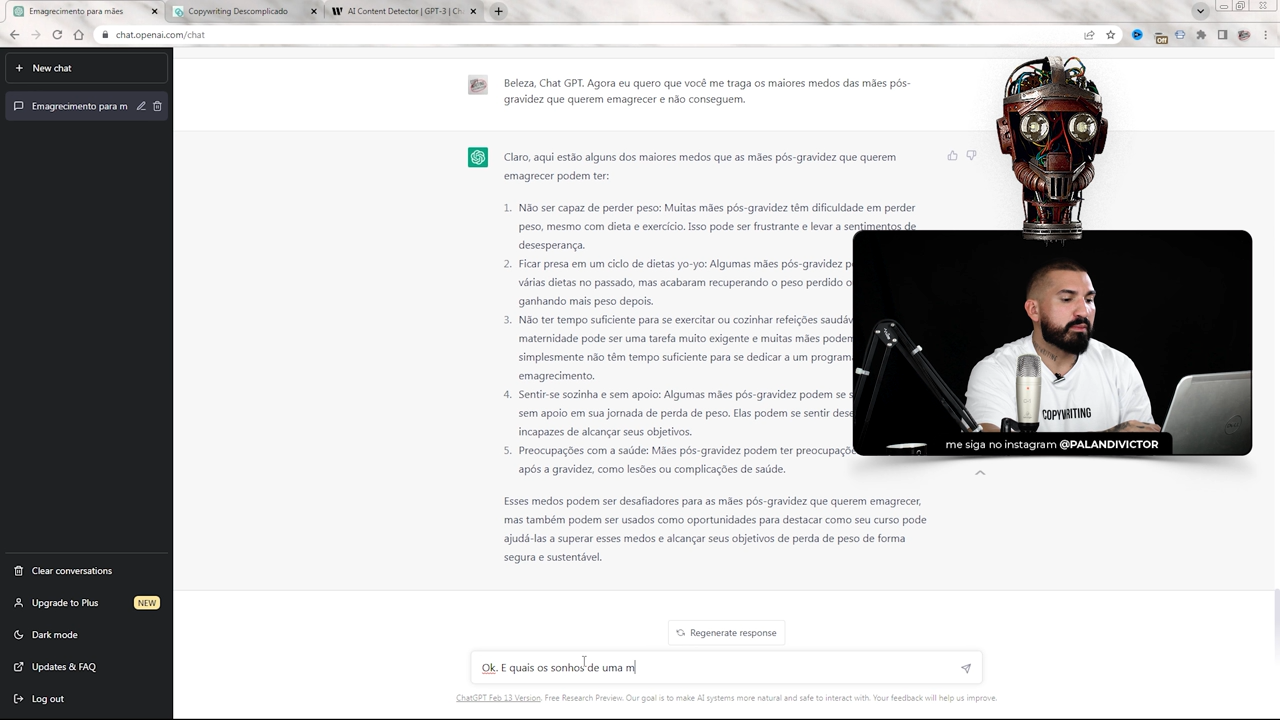 Emagrecimento para mães
Copywriting Descomplicado
AI Content Detector | GPT-3 | Ch
chat.openai.com/chat
Off
New chat
Emagrecimento para m
Beleza, Chat GPT. Agora eu quero que você me traga os maiores medos das mães pós-
gravidez que querem emagrecer e não conseguem.
Claro, aqui estão alguns dos maiores medos que as mães pós-gravidez que querem
emagrecer podem ter:
1. Não ser capaz de perder peso: Muitas mães pós-gravidez têm dificuldade em perder
peso, mesmo com dieta e exercício. Isso pode ser frustrante e levar a sentimentos de
desesperança.
2. Ficar presa em um ciclo de dietas yo-yo: Algumas mães pós-gravidez
várias dietas no passado, mas acabaram recuperando o peso perdido
ganhando mais peso depois.
3. Não ter tempo suficiente para se exercitar ou cozinhar refeições
maternidade pode ser uma tarefa muito exigente e muitas mães podem
simplesmente não têm tempo suficiente para se dedicar a um
emagrecimento.
4. Sentir-se sozinha e sem apoio: Algumas mães pós-gravidez podem se
sem apoio em sua jornada de perda de peso. Elas podem se sentir
incapazes de alcançar seus objetivos.
5. Preocupações com a saúde: Mães pós-gravidez podem ter
após a gravidez, como lesões ou complicações de saúde.
Esses medos podem ser desafiadores para as mães pós-gravidez que querem emagrecer,
mas também podem ser usados como oportunidades para destacar como seu curso pode
ajudá-las a superar esses medos e alcançar seus objetivos de perda de peso de forma
segura e sustentável.
COPYWRITING
me siga no instagram @PALANDIVICTOR
Clear conversations
Upgrade to Plus NEW
Dark mode
Updates & FAQ
Log out
Regenerate response
Ok. E quais os sonhos de uma m
ChatGPT Feb 13 Version. Free Research Preview. Our goal is to make AI systems more natural and safe to interact with. Your feedback will help us improve.